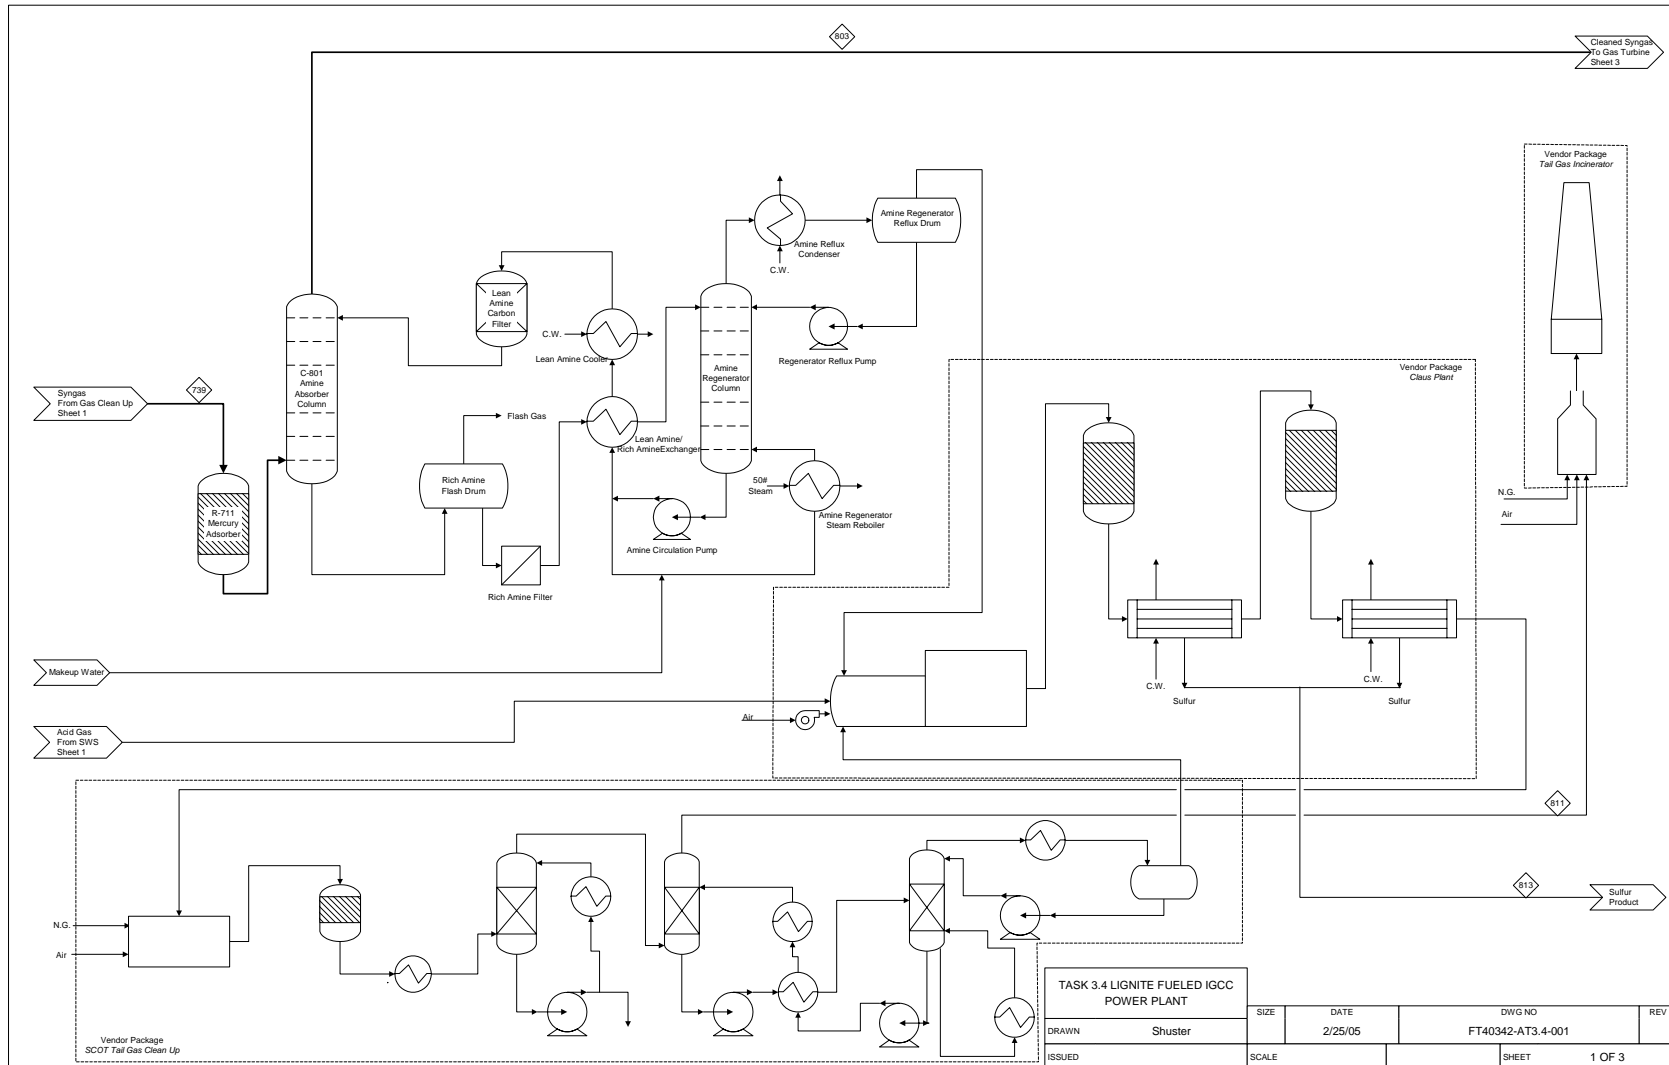 803
Cleaned Syngas
To Gas Turbine
Sheet 3
Vendor Package
Tail Gas Incinerator
Amine Regenerator
Reflux Drum
Amine Reflux
Condenser
C.W.
Lean
Amine
Carbon
Filter
C.W.
Lean Amine Cooler
Regenerator Reflux Pump
Vendor Package
Claus Plant
Syngas
From Gas Clean Up
Sheet 1
739
C-801
Amine
Absorber
Column
Amine
Regenerator
Column
Flash Gas
Lean Amine/
Rich AmineExchanger
Rich Amine
Flash Drum
50#
Steam
Amine Regenerator
Steam Reboiler
R-711
Mercury
Adsorber
Amine Circulation Pump
Rich Amine Filter
N.G.
Air
Makeup Water
C.W.
C.W.
Sulfur
Sulfur
Air
Acid Gas
From SWS
Sheet 1
811
813
Sulfur
Product
N.G.
Air
Vendor Package
SCOT Tail Gas Clean Up
TASK 3.4 LIGNITE FUELED IGCC
POWER PLANT
SIZE
DATE
DWG NO
REV
DRAWN
Shuster
2/25/05
FT40342-AT3.4-001
ISSUED
SCALE
SHEET
1 OF 3